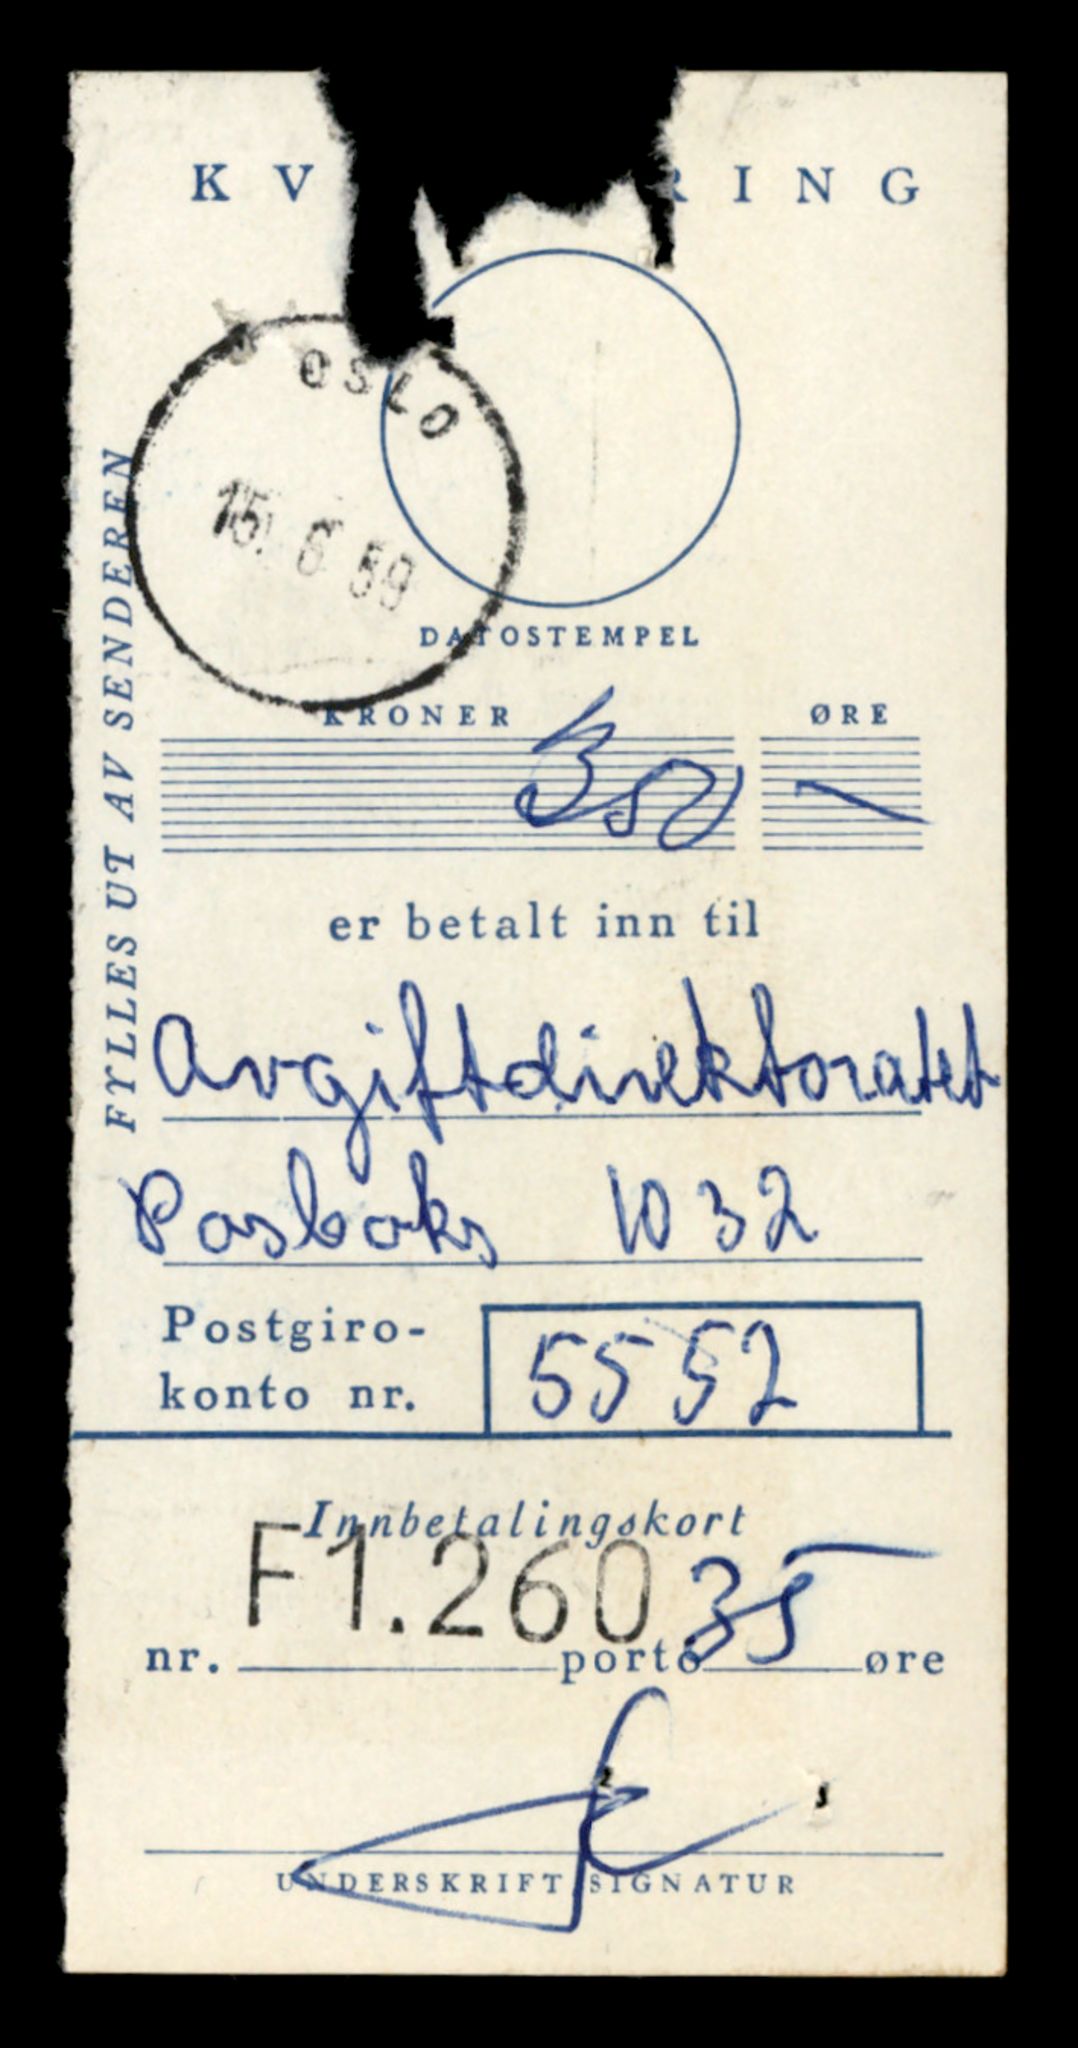 KV RING
OSLO
15. 6 59
DATOSTEMPEL
FYLLES UT AV SENDEREN
KRONER ØRE
350 —
er betalt inn til
Avgiftdirektoratet
Posboks 1032
Postgiro-
konto nr. 5552
Innbetalingskort
nr. F1.260 porto 35 øre
UNDERSKRIFT SIGNATUR